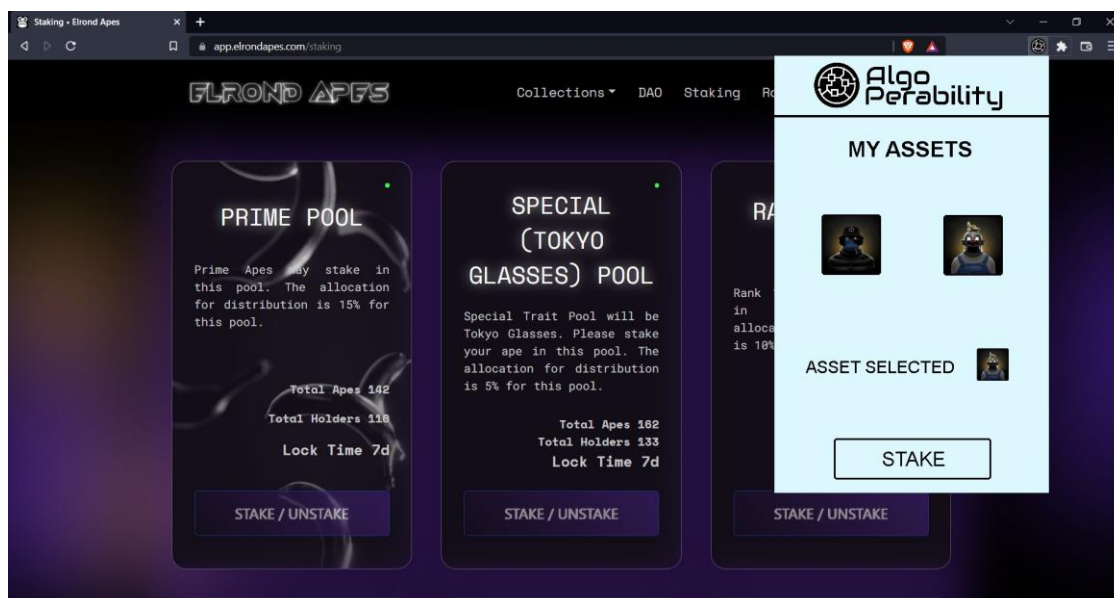 Staking • Elrond Apes
app.elrondapes.com/staking
ELROND APES
Collections
DAO
Staking
PRIME POOL
Prime Apes may stake in
this pool. The allocation
for distribution is 15% for
this pool.
Total Apes 142
Total Holders 110
Lock Time 7d
STAKE / UNSTAKE
SPECIAL
(TOKYO
GLASSES) POOL
Special Trait Pool will be
Tokyo Glasses. Please stake
your ape in this pool. The
allocation for distribution
is 5% for this pool.
Total Apes 162
Total Holders 133
Lock Time 7d
STAKE / UNSTAKE
Rank
in
is 10%
STAKE / UNSTAKE
Algo
Perability
MY ASSETS
ASSET SELECTED
STAKE